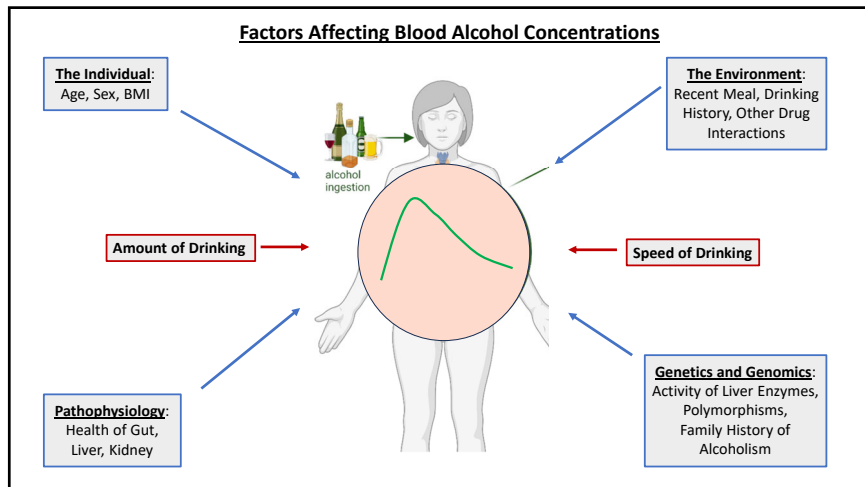 Factors Affecting Blood Alcohol Concentrations
The Individual:
Age, Sex, BMI
The Environment:
Recent Meal, Drinking
History, Other Drug
Interactions
alcohol
ingestion
Amount of Drinking
Speed of Drinking
Pathophysiology:
Health of Gut,
Liver, Kidney
Genetics and Genomics:
Activity of Liver Enzymes,
Polymorphisms,
Family History of
Alcoholism